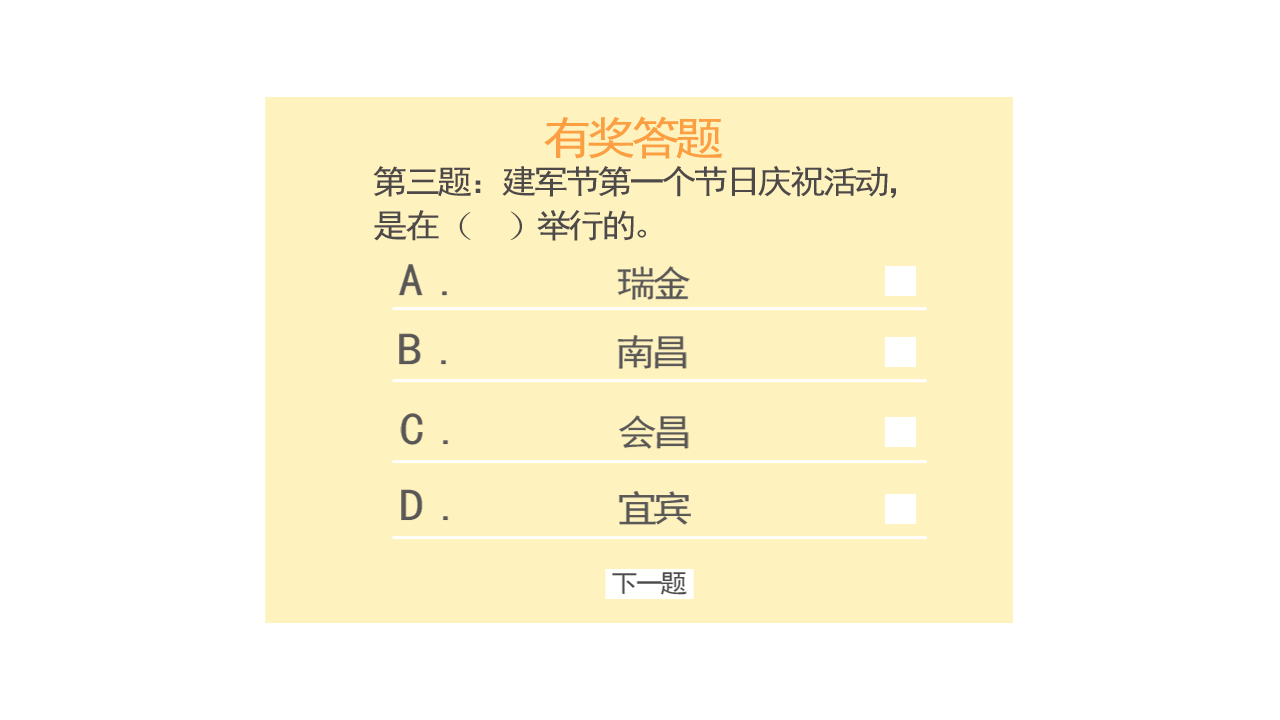 有奖答题
第三题：建军节第一个节日庆祝活动，
是在（　）举行的。
A．瑞金
B．南昌
C．会昌
D．宜宾
下一题